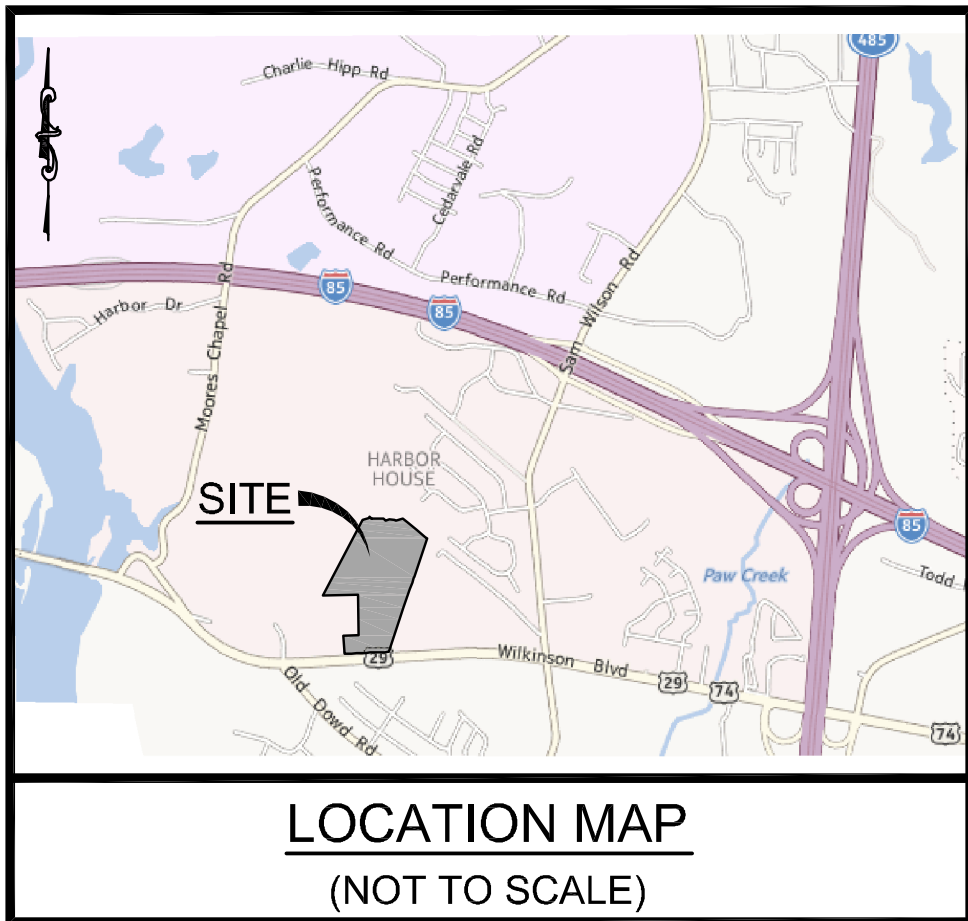 485
Charlie Hipp Rd
Cedarvale Rd
Performance Rd
Performance Rd
Sam Wilson Rd
85
85
Harbor Dr
Moores Chapel Rd
HARBOR
HOUSE
SITE
85
Paw Creek
Todd
29
Wilkinson Blvd
29
74
74
Old Dowd Rd
LOCATION MAP
(NOT TO SCALE)